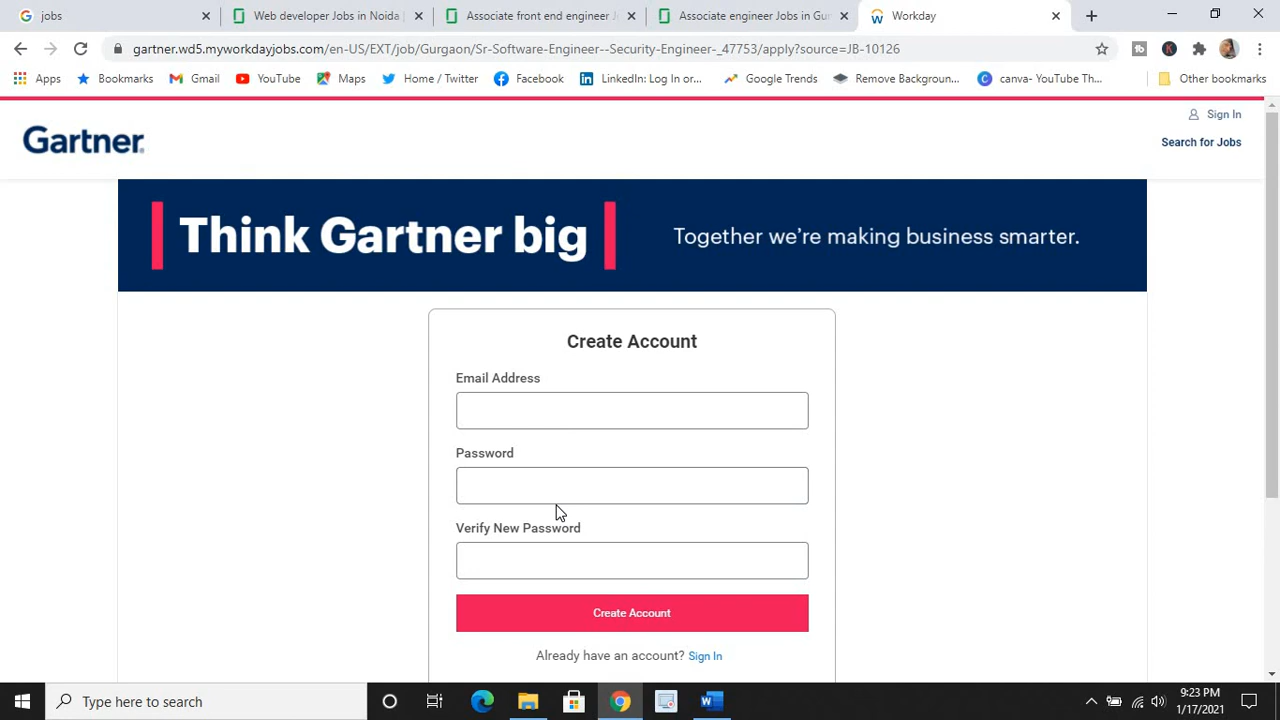 jobs
Web developer Jobs in Noida
Associate front end engineer J
Associate engineer Jobs in Gur
Workday
gartner.wd5.myworkdayjobs.com/en-US/EXT/job/Gurgaon/Sr-Software-Engineer--Security-Engineer-_47753/apply?source=JB-10126
Apps
Bookmarks
Gmail
YouTube
Maps
Home / Twitter
Facebook
LinkedIn: Log In or...
Google Trends
Remove Backgroun...
canva- YouTube Th...
Other bookmarks
Gartner
Sign In
Search for Jobs
Think Gartner big
Together we're making business smarter.
Create Account
Email Address
Password
Verify New Password
Create Account
Already have an account? Sign In
Type here to search
9:23 PM
1/17/2021